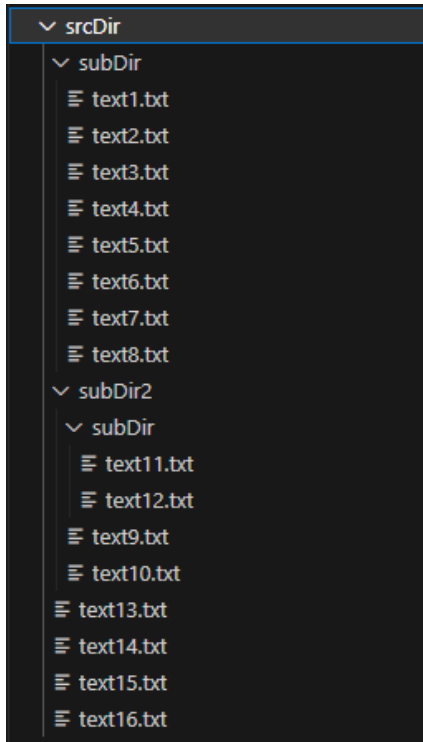 srcDir
subDir
text1.txt
text2.txt
text3.txt
text4.txt
text5.txt
text6.txt
text7.txt
text8.txt
subDir2
subDir
text11.txt
text12.txt
text9.txt
text10.txt
text13.txt
text14.txt
text15.txt
text16.txt